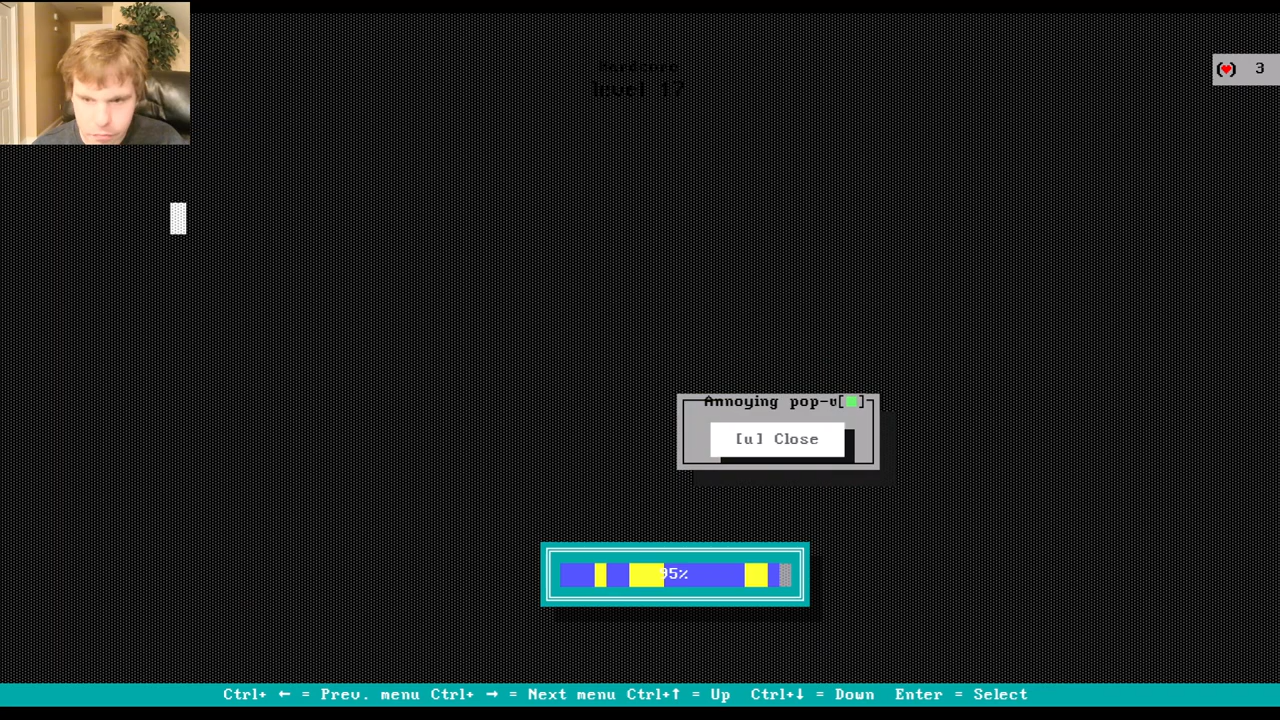 Hardcore
level 17
3
Annoying pop-u[ ]
[u] Close
95%
Ctrl+ ← = Prev. menu Ctrl+ → = Next menu Ctrl+↑ = Up Ctrl+↓ = Down Enter = Select